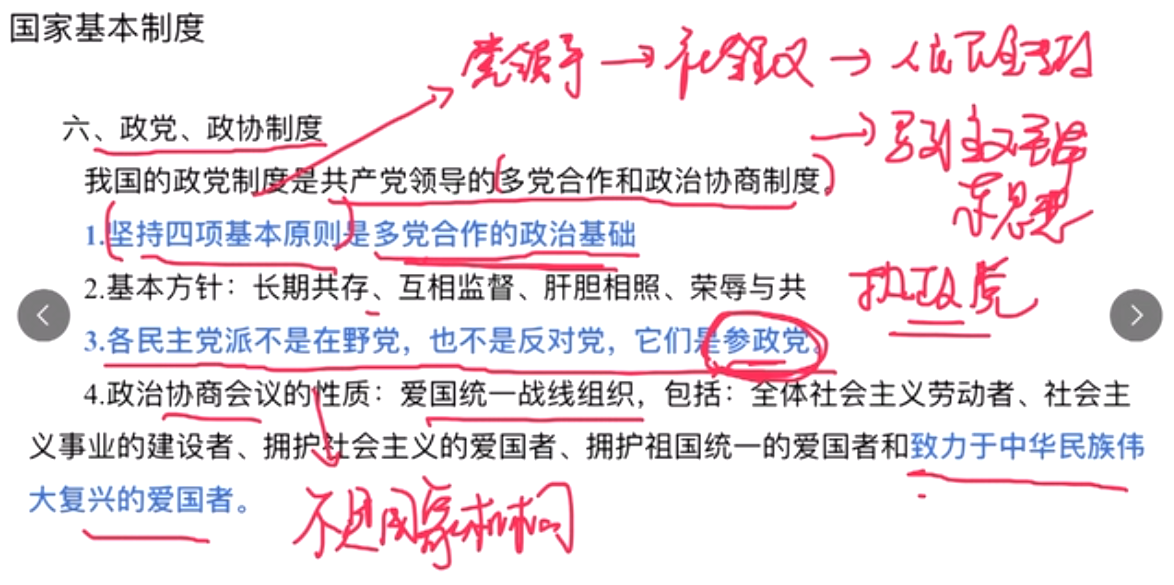 国家基本制度
党领导→社会主义→人民民主专政
六、政党、政协制度
→马列主义毛泽东思想
我国的政党制度是共产党领导的(多党合作和政治协商制度)。
1.(坚持四项基本原则)是多党合作的政治基础
2.基本方针：长期共存、互相监督、肝胆相照、荣辱与共
执政党
3.各民主党派不是在野党，也不是反对党，它们是参政党。
4.政治协商会议的性质：爱国统一战线组织，包括：全体社会主义劳动者、社会主
义事业的建设者、拥护社会主义的爱国者、拥护祖国统一的爱国者和致力于中华民族伟
大复兴的爱国者。
不是国家机构